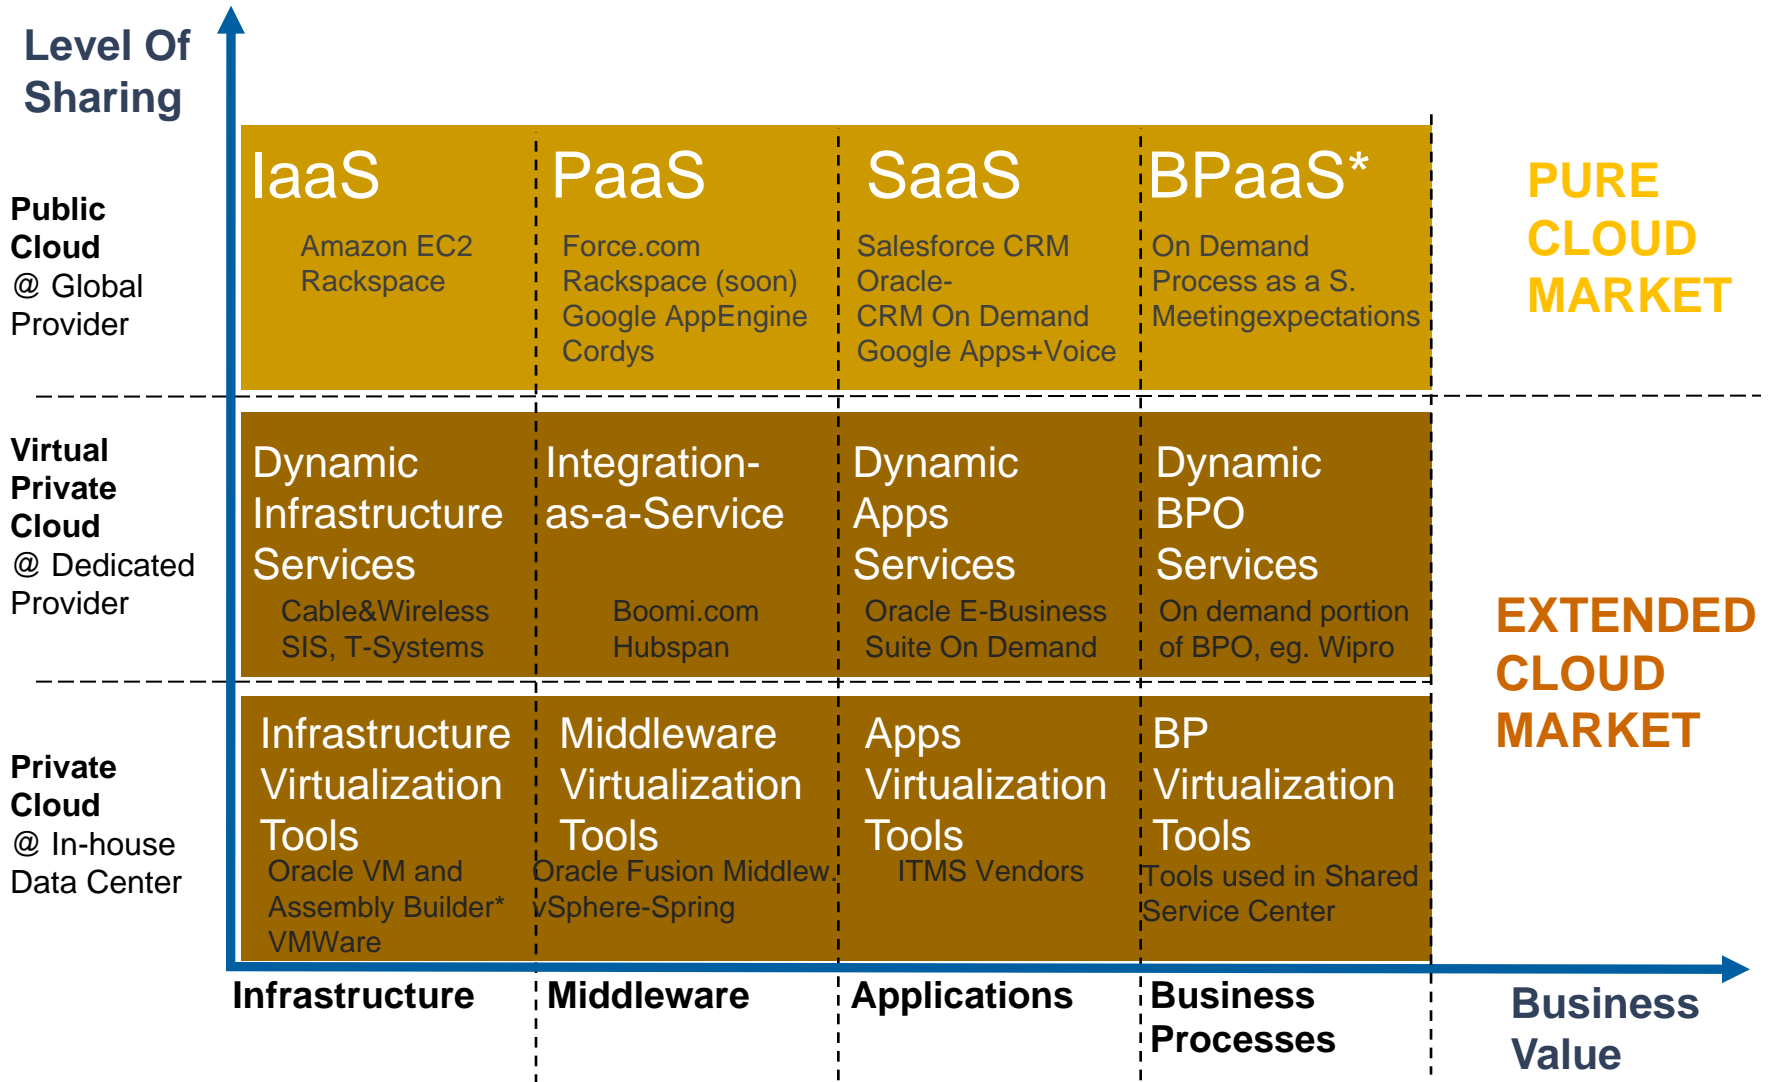 Level Of
Sharing
Public
Cloud
@ Global
Provider
IaaS
Amazon EC2
Rackspace
PaaS
Force.com
Rackspace (soon)
Google AppEngine
Cordys
SaaS
Salesforce CRM
Oracle-
CRM On Demand
Google Apps+Voice
BPaaS*
On Demand
Process as a S.
Meetingexpectations
PURE
CLOUD
MARKET
Virtual
Private
Cloud
@ Dedicated
Provider
Dynamic
Infrastructure
Services
Cable&Wireless
SIS, T-Systems
Integration-
as-a-Service
Boomi.com
Hubspan
Dynamic
Apps
Services
Oracle E-Business
Suite On Demand
Dynamic
BPO
Services
On demand portion
of BPO, eg. Wipro
EXTENDED
CLOUD
MARKET
Private
Cloud
@ In-house
Data Center
Infrastructure
Virtualization
Tools
Oracle VM and
Assembly Builder*
VMWare
Middleware
Virtualization
Tools
Oracle Fusion Middlew.
vSphere-Spring
Apps
Virtualization
Tools
ITMS Vendors
BP
Virtualization
Tools
Tools used in Shared
Service Center
Infrastructure
Middleware
Applications
Business
Processes
Business
Value